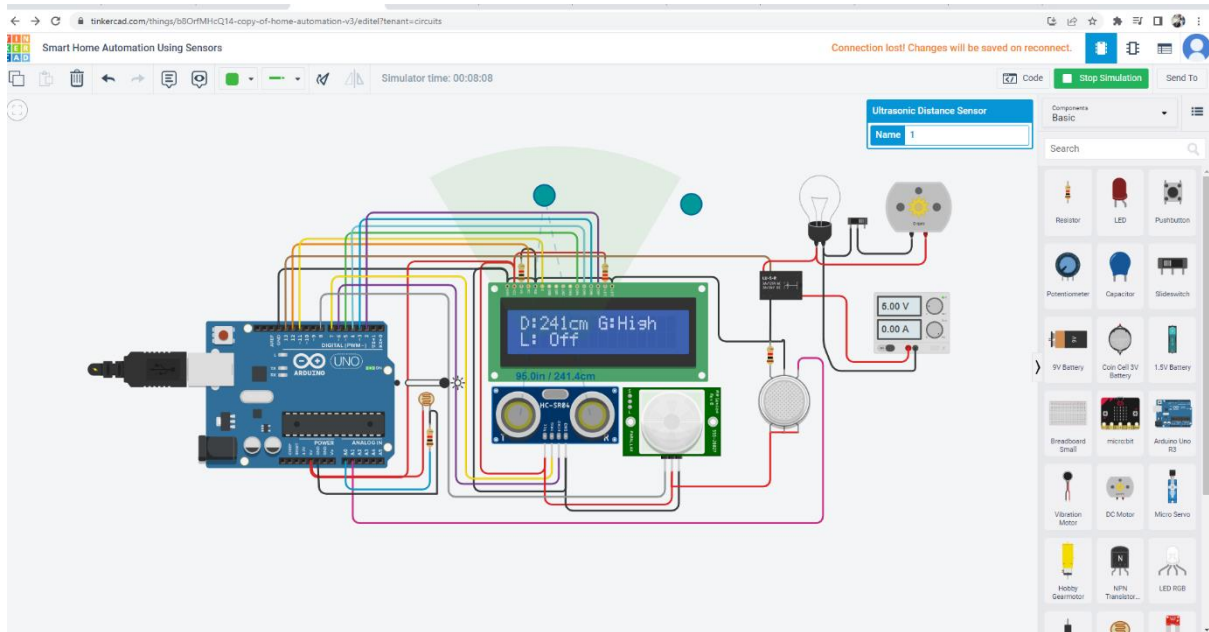 tinkercad.com/things/b8OrfMHcQ14-copy-of-home-automation-v3/editel?tenant=circuits
TIN
KER
CAD
Smart Home Automation Using Sensors
Connection lost! Changes will be saved on reconnect.
Simulator time: 00:08:08
Code
Stop Simulation
Send To
Ultrasonic Distance Sensor
Name 1
Components
Basic
Search
Resistor
LED
Pushbutton
Potentiometer
Capacitor
Slideswitch
9V Battery
Coin Cell 3V
Battery
1.5V Battery
Breadboard
Small
microbit
Arduino Uno
R3
Vibration
Motor
DC Motor
Micro Servo
Hobby
Gearmotor
NPN
Transistor...
LED RGB
5.00 V
0.00 A
D:241cm G:High
L: Off
95.0in / 241.4cm
HC-SR04
DIGITAL (PWM~)
UNO
ARDUINO
POWER
ANALOG IN